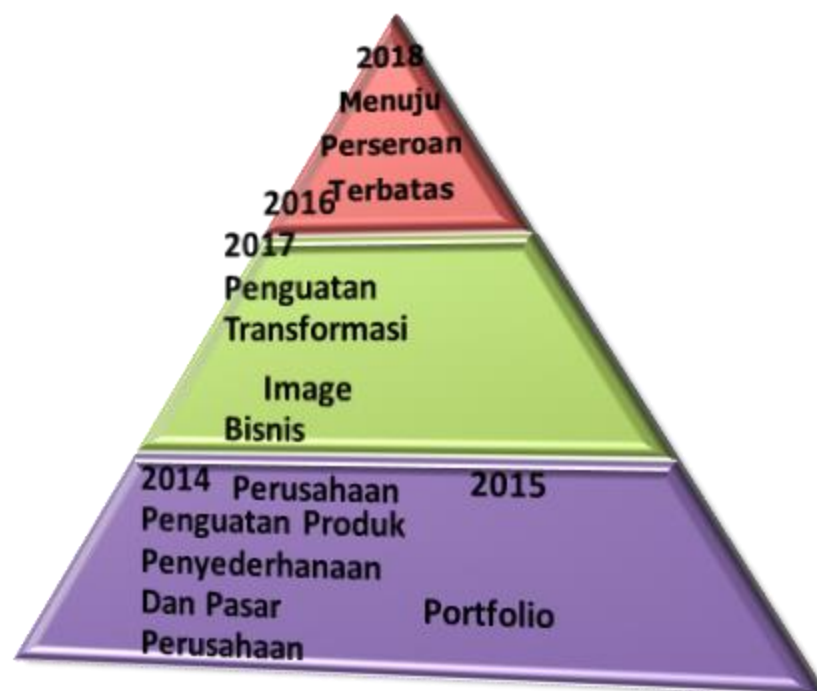 2018
Menuju
Perseroan
Terbatas
2016
2017
Penguatan
Transformasi
Image
Bisnis
2014 Perusahaan 2015
Penguatan Produk
Penyederhanaan
Dan Pasar Portfolio
Perusahaan